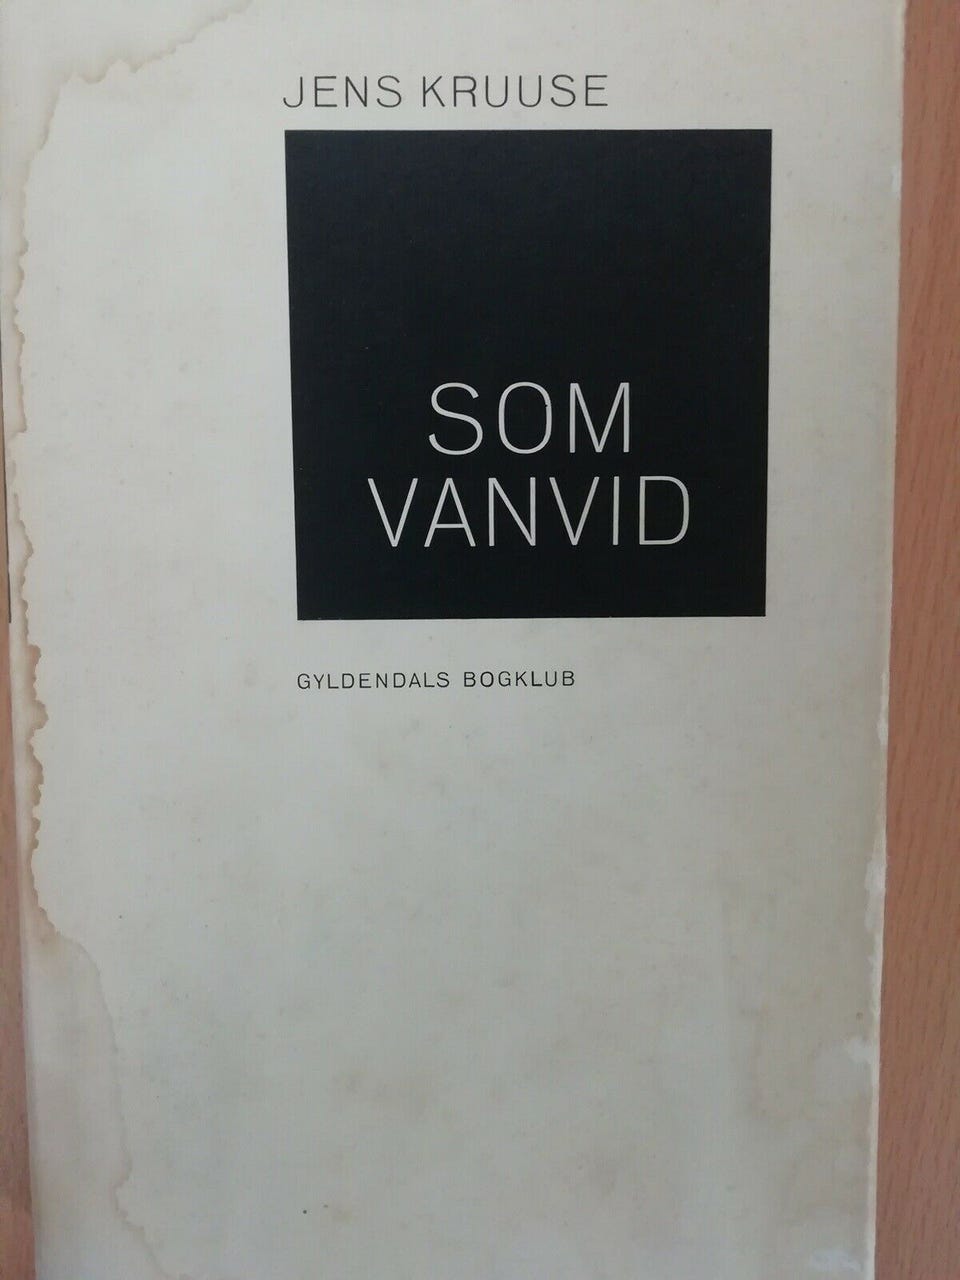 JENS KRUUSE
SOM
VANVID
GYLDENDALS BOGKLUB